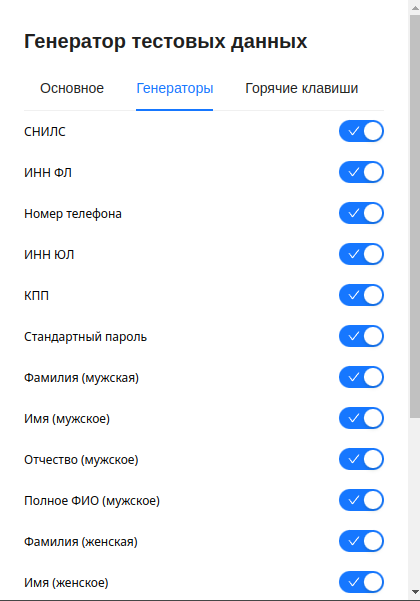 Генератор тестовых данных
Основное Генераторы Горячие клавиши
СНИЛС
ИНН ФЛ
Номер телефона
ИНН ЮЛ
КПП
Стандартный пароль
Фамилия (мужская)
Имя (мужское)
Отчество (мужское)
Полное ФИО (мужское)
Фамилия (женская)
Имя (женское)